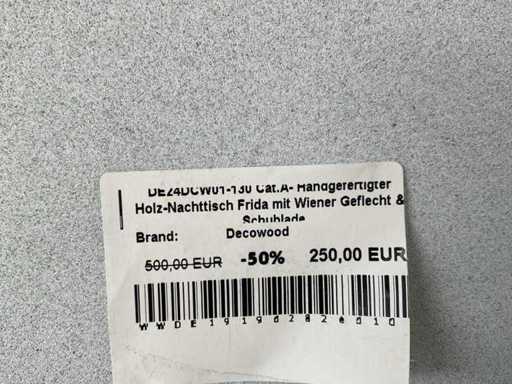 DE24DCW01-130 Cat.A- Handgefertigter
Holz-Nachttisch Frida mit Wiener Geflecht &
Schublade
Brand: Decowood
500,00 EUR -50% 250,00 EUR